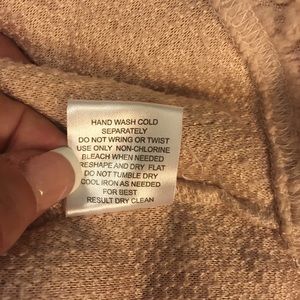 HAND WASH COLD
SEPARATELY
DO NOT WRING OR TWIST
USE ONLY NON-CHLORINE
BLEACH WHEN NEEDED
RESHAPE AND DRY FLAT
DO NOT TUMBLE DRY
COOL IRON AS NEEDED
FOR BEST
RESULT DRY CLEAN